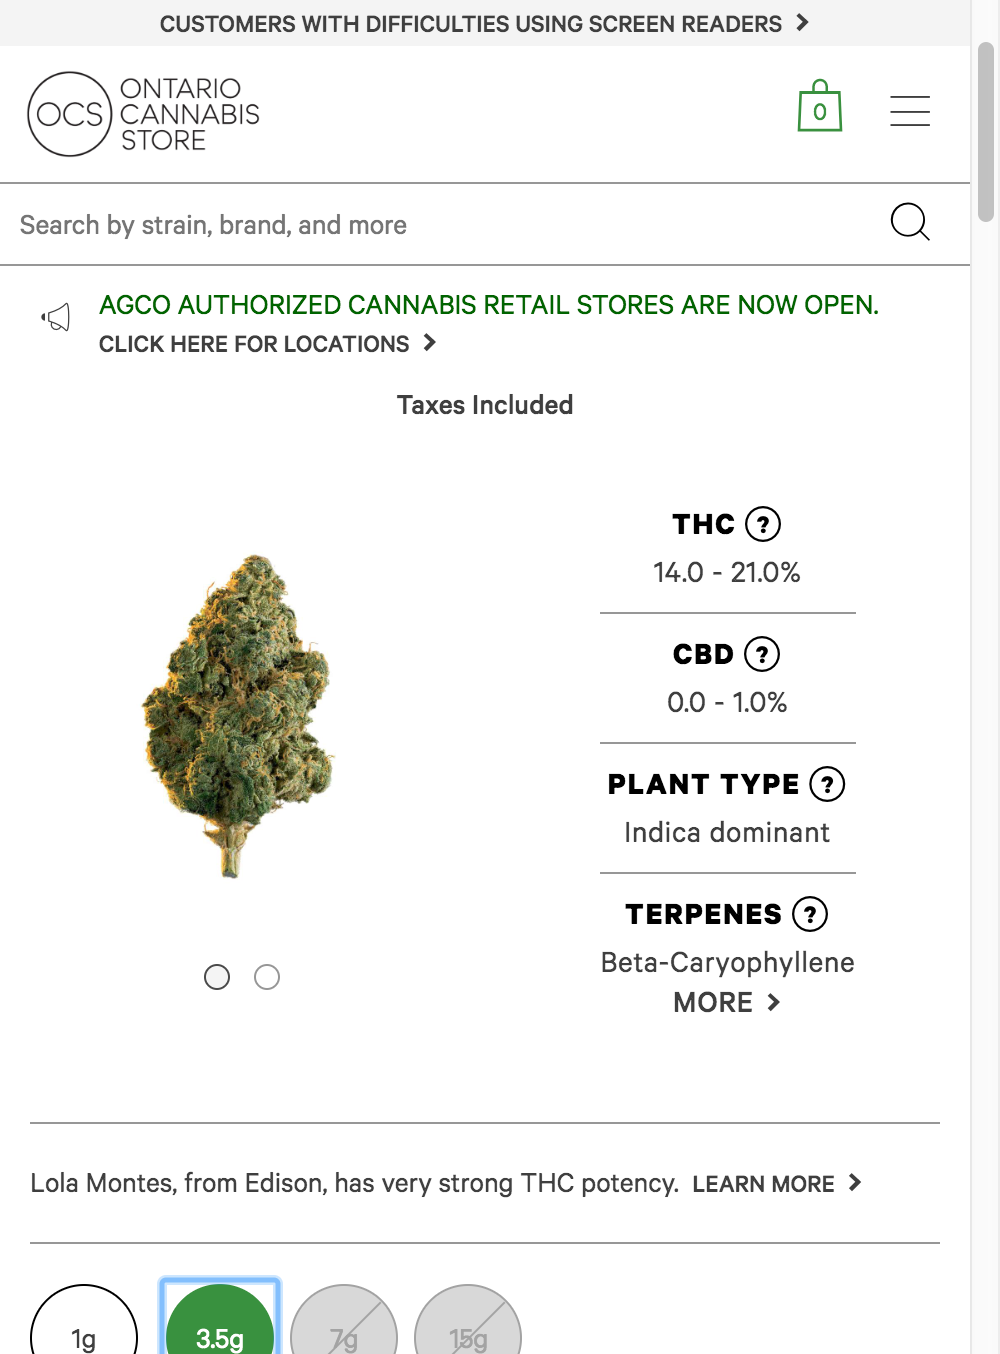 CUSTOMERS WITH DIFFICULTIES USING SCREEN READERS
OCS
ONTARIO
CANNABIS
STORE
0
Search by strain, brand, and more
AGCO AUTHORIZED CANNABIS RETAIL STORES ARE NOW OPEN.
CLICK HERE FOR LOCATIONS
Taxes Included
THC ?
14.0 - 21.0%
CBD ?
0.0 - 1.0%
PLANT TYPE ?
Indica dominant
TERPENES ?
Beta-Caryophyllene
MORE
Lola Montes, from Edison, has very strong THC potency. LEARN MORE
1g 3.5g 7g 15g